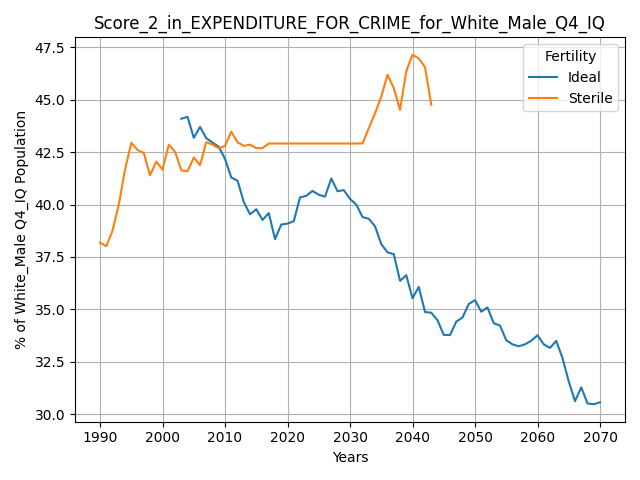 Score_2_in_EXPENDITURE_FOR_CRIME_for_White_Male_Q4_IQ
% of White_Male Q4_IQ Population
47.5
45.0
42.5
40.0
37.5
35.0
32.5
30.0
Fertility
Ideal
Sterile
1990 2000 2010 2020 2030 2040 2050 2060 2070
Years